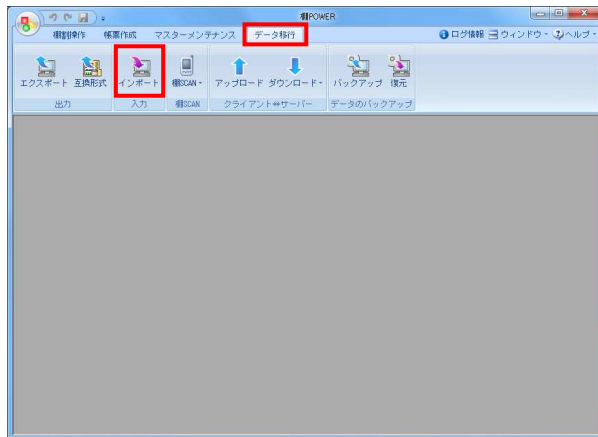 棚POWER
棚割操作 帳票作成 マスターメンテナンス データ移行 ログ情報 ウィンドウ ヘルプ
エクスポート 互換形式 インポート 棚SCAN アップロード ダウンロード バックアップ 復元
出力 入力 棚SCAN クライアント⇔サーバー データのバックアップ